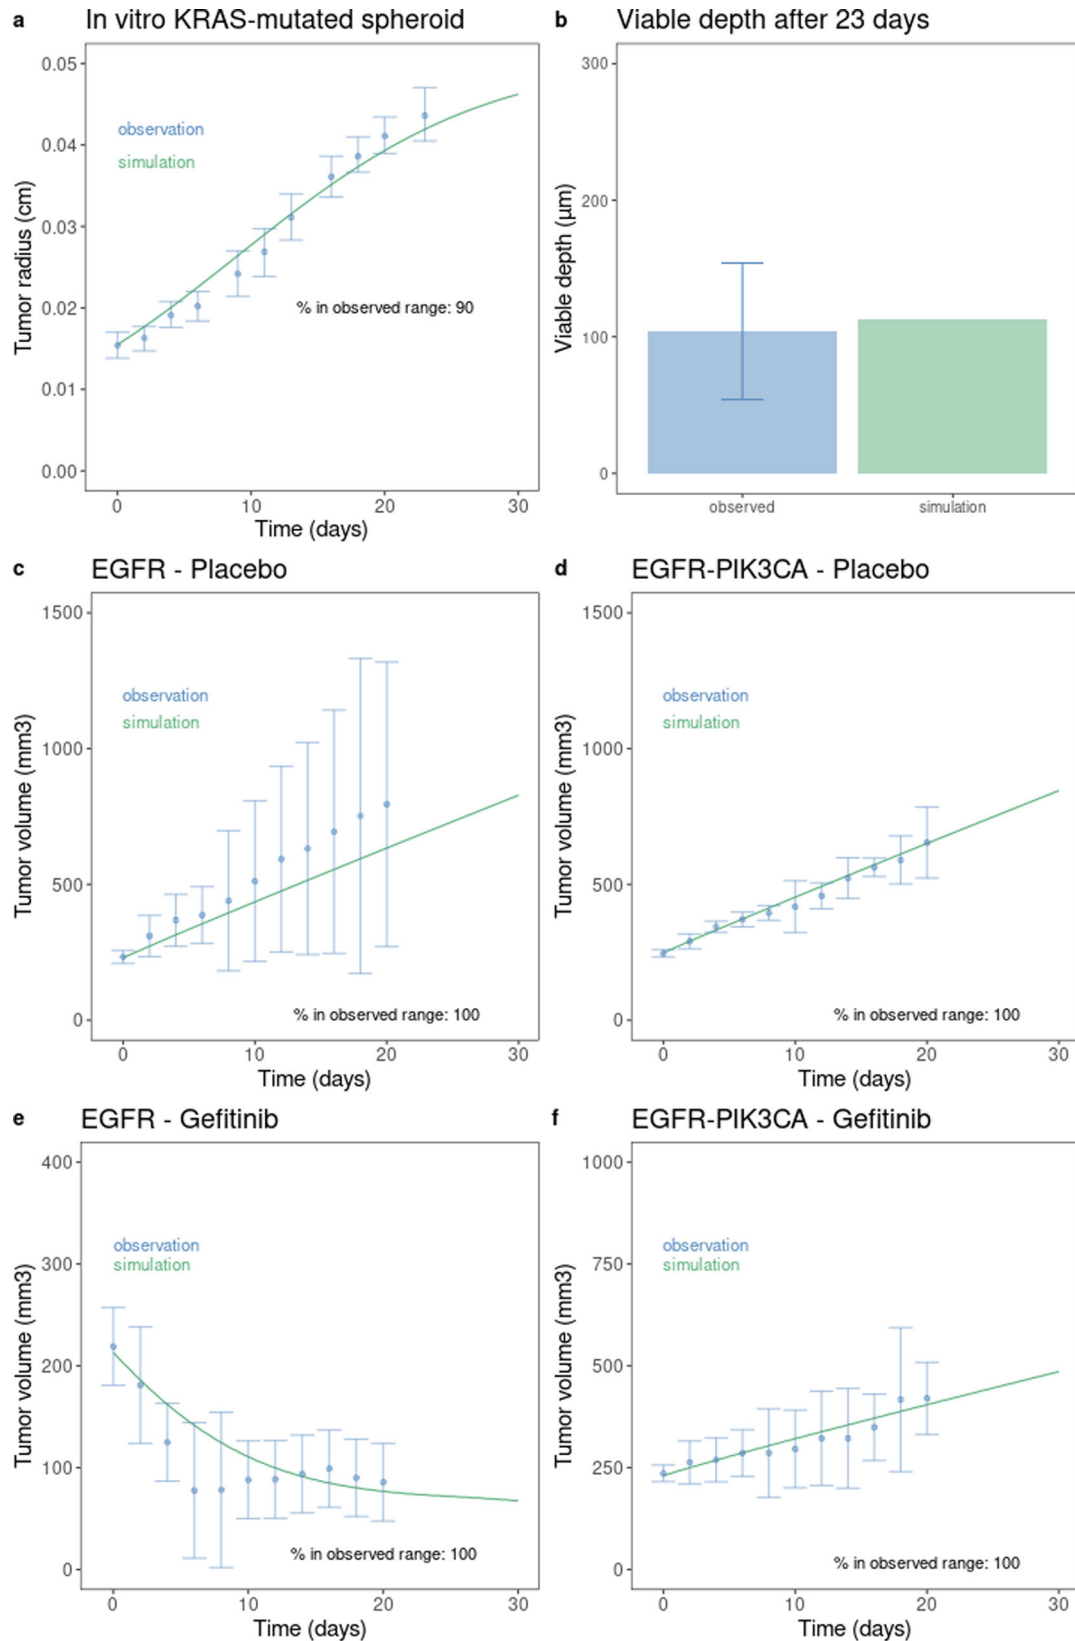 a In vitro KRAS-mutated spheroid
0.05
0.04
0.03
0.02
0.01
0.00
Tumor radius (cm)
observation
simulation
% in observed range: 90
0 10 20 30
Time (days)
b Viable depth after 23 days
300
200
100
0
Viable depth (µm)
observed simulation
c EGFR - Placebo
1500
1000
500
0
Tumor volume (mm3)
observation
simulation
% in observed range: 100
0 10 20 30
Time (days)
d EGFR-PIK3CA - Placebo
1500
1000
500
0
Tumor volume (mm3)
observation
simulation
% in observed range: 100
0 10 20 30
Time (days)
e EGFR - Gefitinib
400
300
200
100
0
Tumor volume (mm3)
observation
simulation
% in observed range: 100
0 10 20 30
Time (days)
f EGFR-PIK3CA - Gefitinib
1000
750
500
250
0
Tumor volume (mm3)
observation
simulation
% in observed range: 100
0 10 20 30
Time (days)